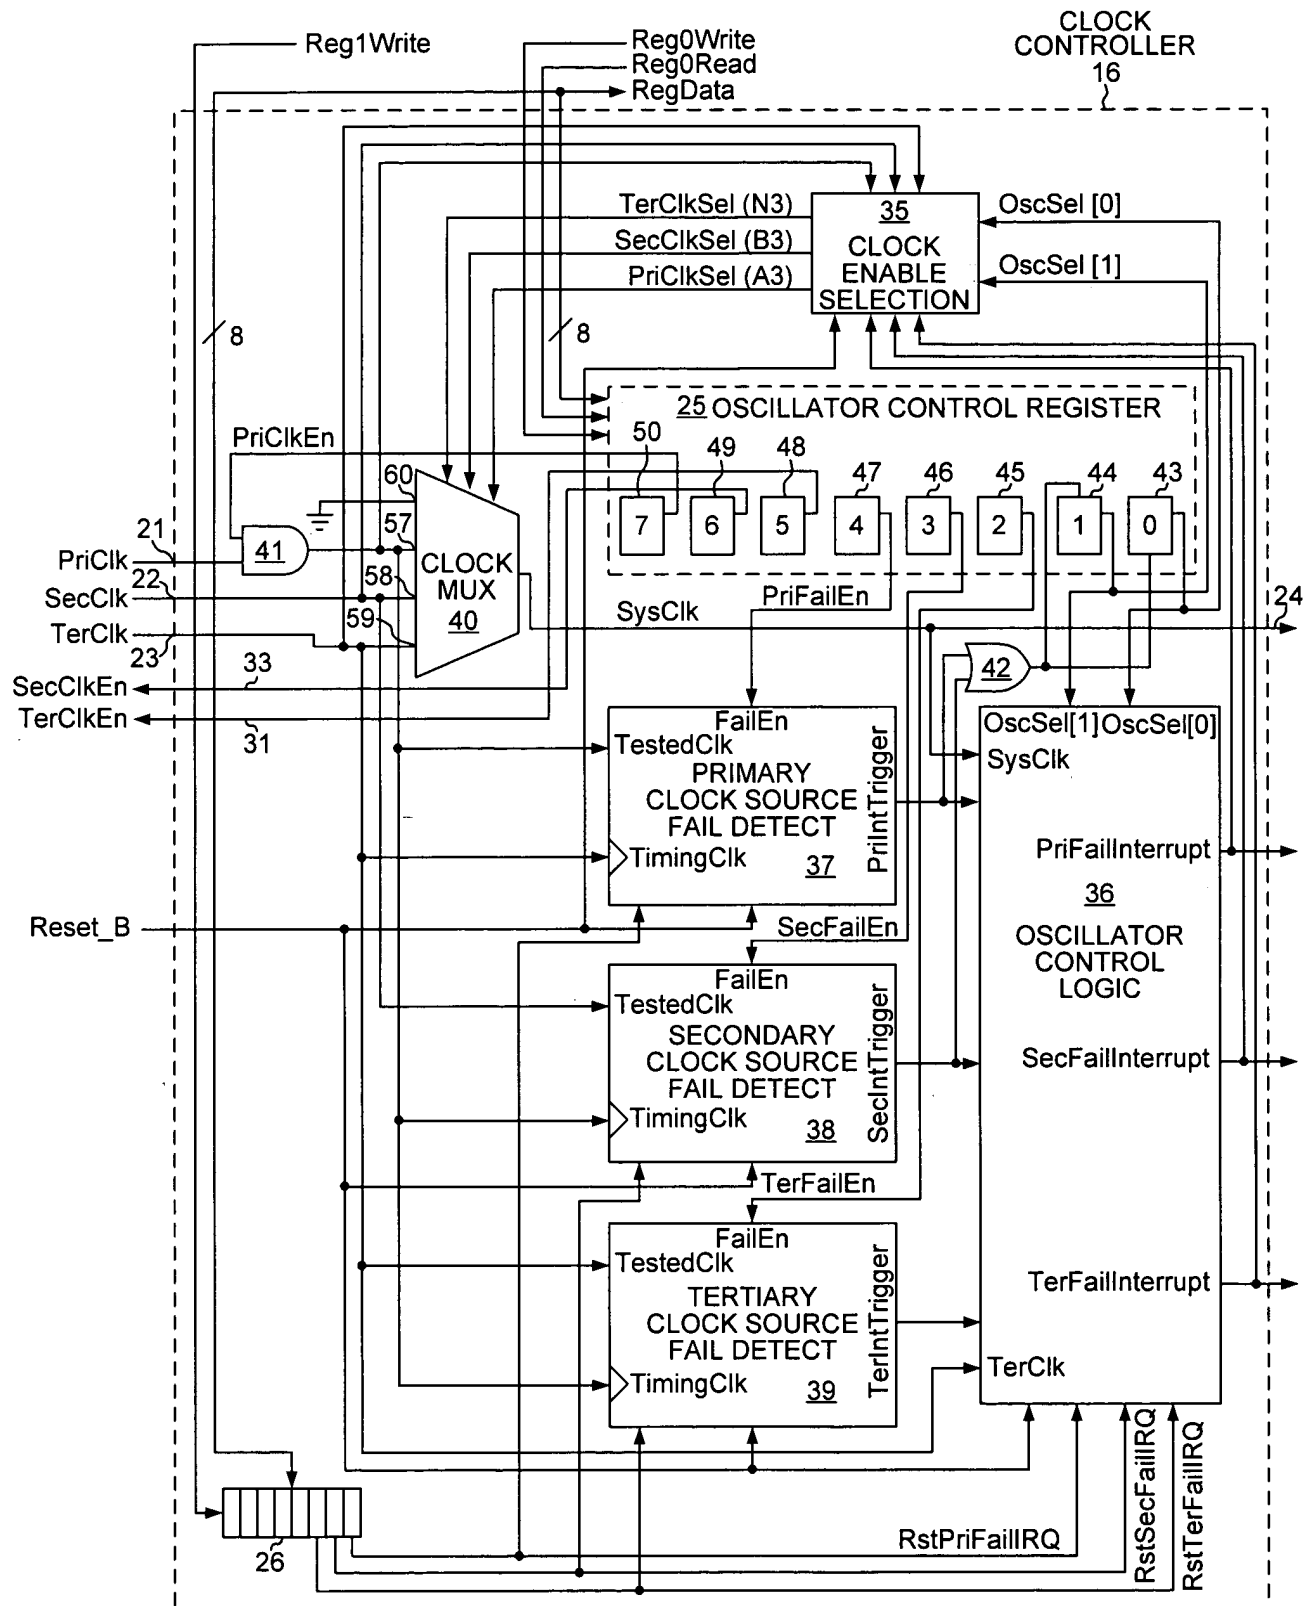 CLOCK
CONTROLLER
16
Reg1Write
Reg0Write
Reg0Read
RegData
8
8
TerClkSel (N3)
SecClkSel (B3)
PriClkSel (A3)
35
CLOCK
ENABLE
SELECTION
OscSel [0]
OscSel [1]
25 OSCILLATOR CONTROL REGISTER
50
49
48
47
46
45
44
43
7
6
5
4
3
2
1
0
PriClkEn
60
57
58
59
41
CLOCK
MUX
40
21
PriClk
22
SecClk
TerClk
23
SecClkEn
33
TerClkEn
31
SysClk
PriFailEn
24
42
FailEn
TestedClk
PRIMARY
CLOCK SOURCE
FAIL DETECT
TimingClk
37
PriIntTrigger
OscSel[1] OscSel[0]
SysClk
PriFailInterrupt
36
OSCILLATOR
CONTROL
LOGIC
SecFailInterrupt
TerFailInterrupt
TerClk
Reset_B
SecFailEn
FailEn
TestedClk
SECONDARY
CLOCK SOURCE
FAIL DETECT
TimingClk
38
SecIntTrigger
TerFailEn
FailEn
TestedClk
TERTIARY
CLOCK SOURCE
FAIL DETECT
TimingClk
39
TerIntTrigger
26
RstPriFailIRQ
RstSecFailIRQ
RstTerFailIRQ